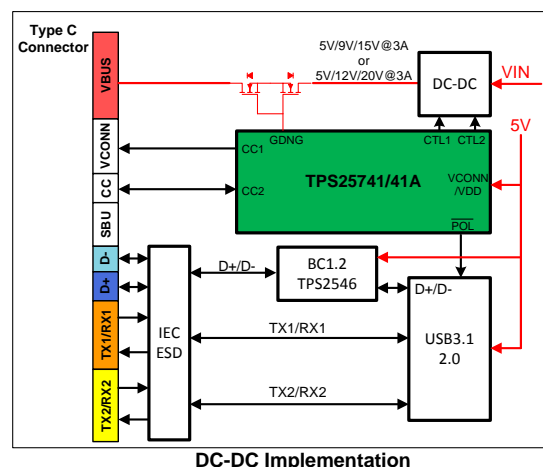 Type C
Connector
VBUS
VCONN
CC
SBU
D-
D+
TX1/RX1
TX2/RX2
5V/9V/15V@3A
or
5V/12V/20V@3A
DC-DC
VIN
5V
GDNG
CTL1
CTL2
CC1
CC2
TPS25741/41A
VCONN
/VDD
POL
IEC
ESD
D+/D-
BC1.2
TPS2546
D+/D-
USB3.1
2.0
TX1/RX1
TX2/RX2
DC-DC Implementation